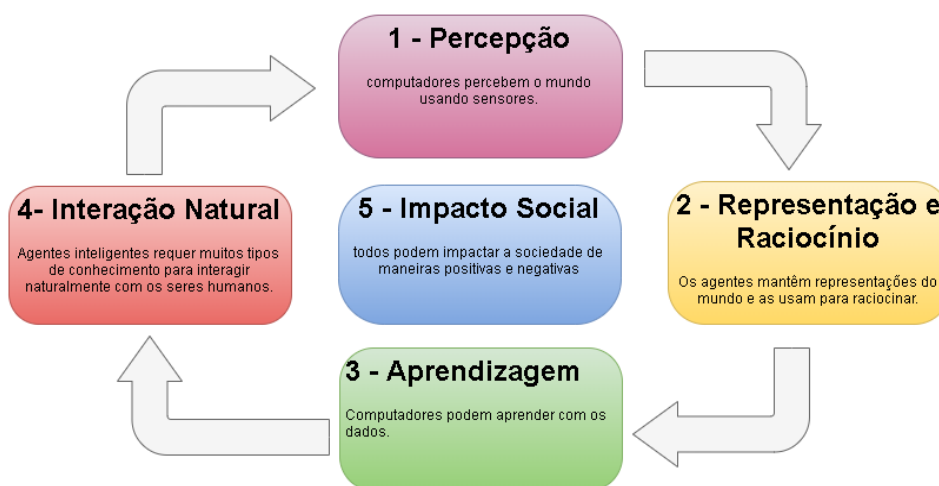 1 - Percepção
computadores percebem o mundo
usando sensores.
2 - Representação e
Raciocínio
Os agentes mantêm representações do
mundo e as usam para raciocinar.
3 - Aprendizagem
Computadores podem aprender com os
dados.
4- Interação Natural
Agentes inteligentes requer muitos tipos
de conhecimento para interagir
naturalmente com os seres humanos.
5 - Impacto Social
todos podem impactar a sociedade de
maneiras positivas e negativas